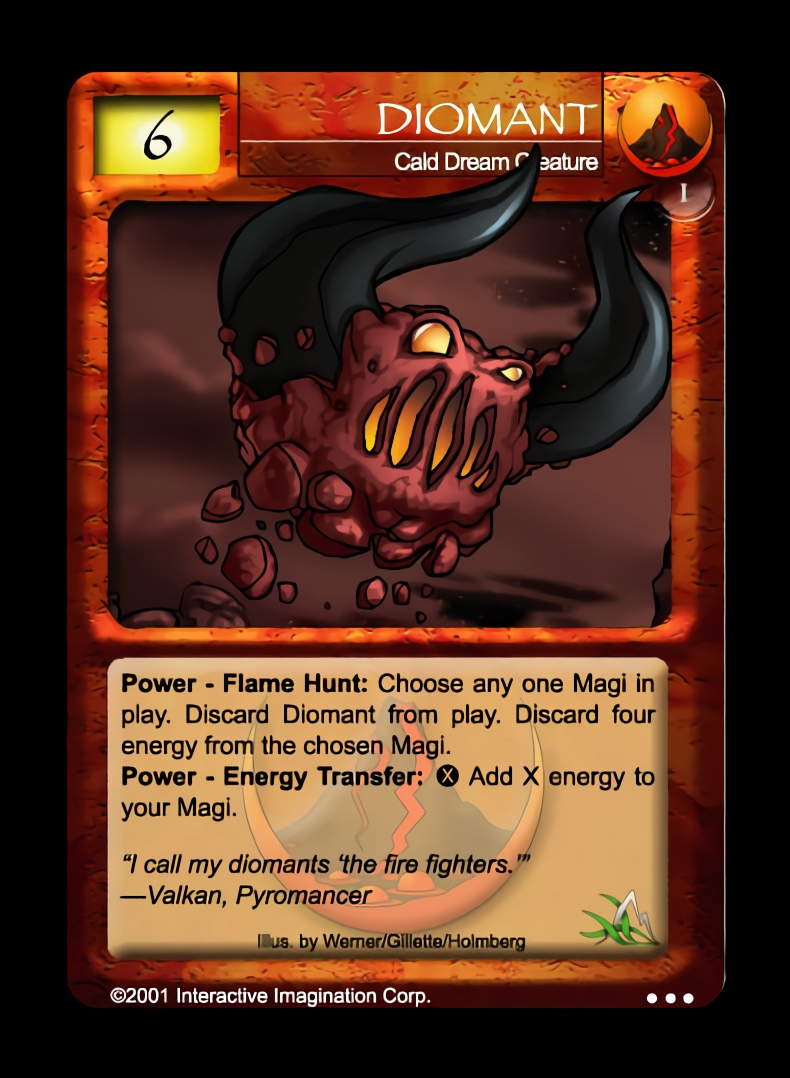 6
DIOMANT
Cald Dream Creature
I
Power - Flame Hunt: Choose any one Magi in
play. Discard Diomant from play. Discard four
energy from the chosen Magi.
Power - Energy Transfer: X Add X energy to
your Magi.
“I call my diomants ‘the fire fighters.’”
—Valkan, Pyromancer
Illus. by Werner/Gillette/Holmberg
©2001 Interactive Imagination Corp.